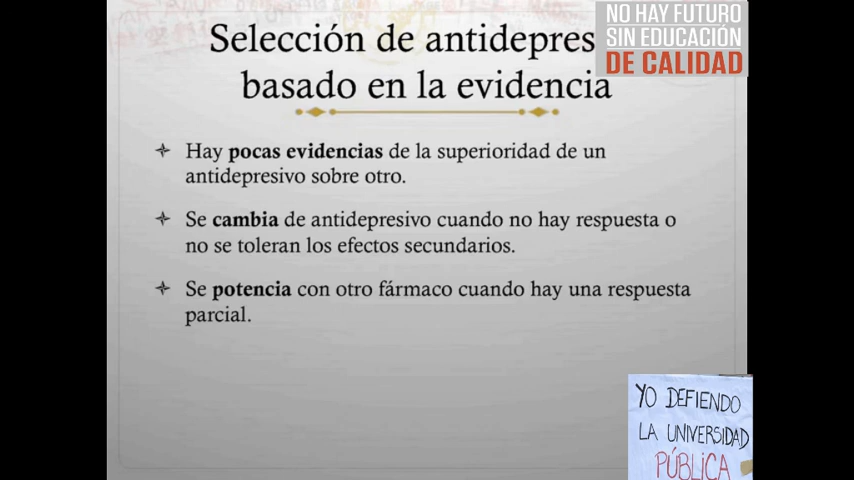 Selección de antidepres
basado en la evidencia
NO HAY FUTURO
SIN EDUCACIÓN
DE CALIDAD
Hay pocas evidencias de la superioridad de un
antidepresivo sobre otro.
Se cambia de antidepresivo cuando no hay respuesta o
no se toleran los efectos secundarios.
Se potencia con otro fármaco cuando hay una respuesta
parcial.
YO DEFIENDO
LA UNIVERSIDAD
PÚBLICA